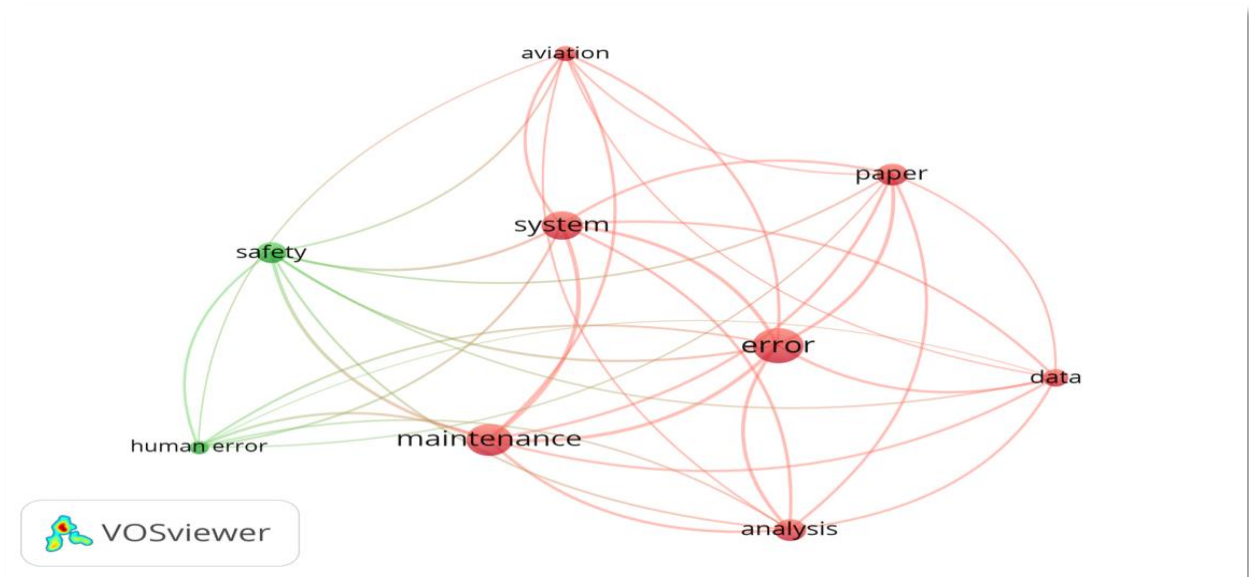 aviation
paper
system
safety
error
data
maintenance
human error
analysis
VOSviewer